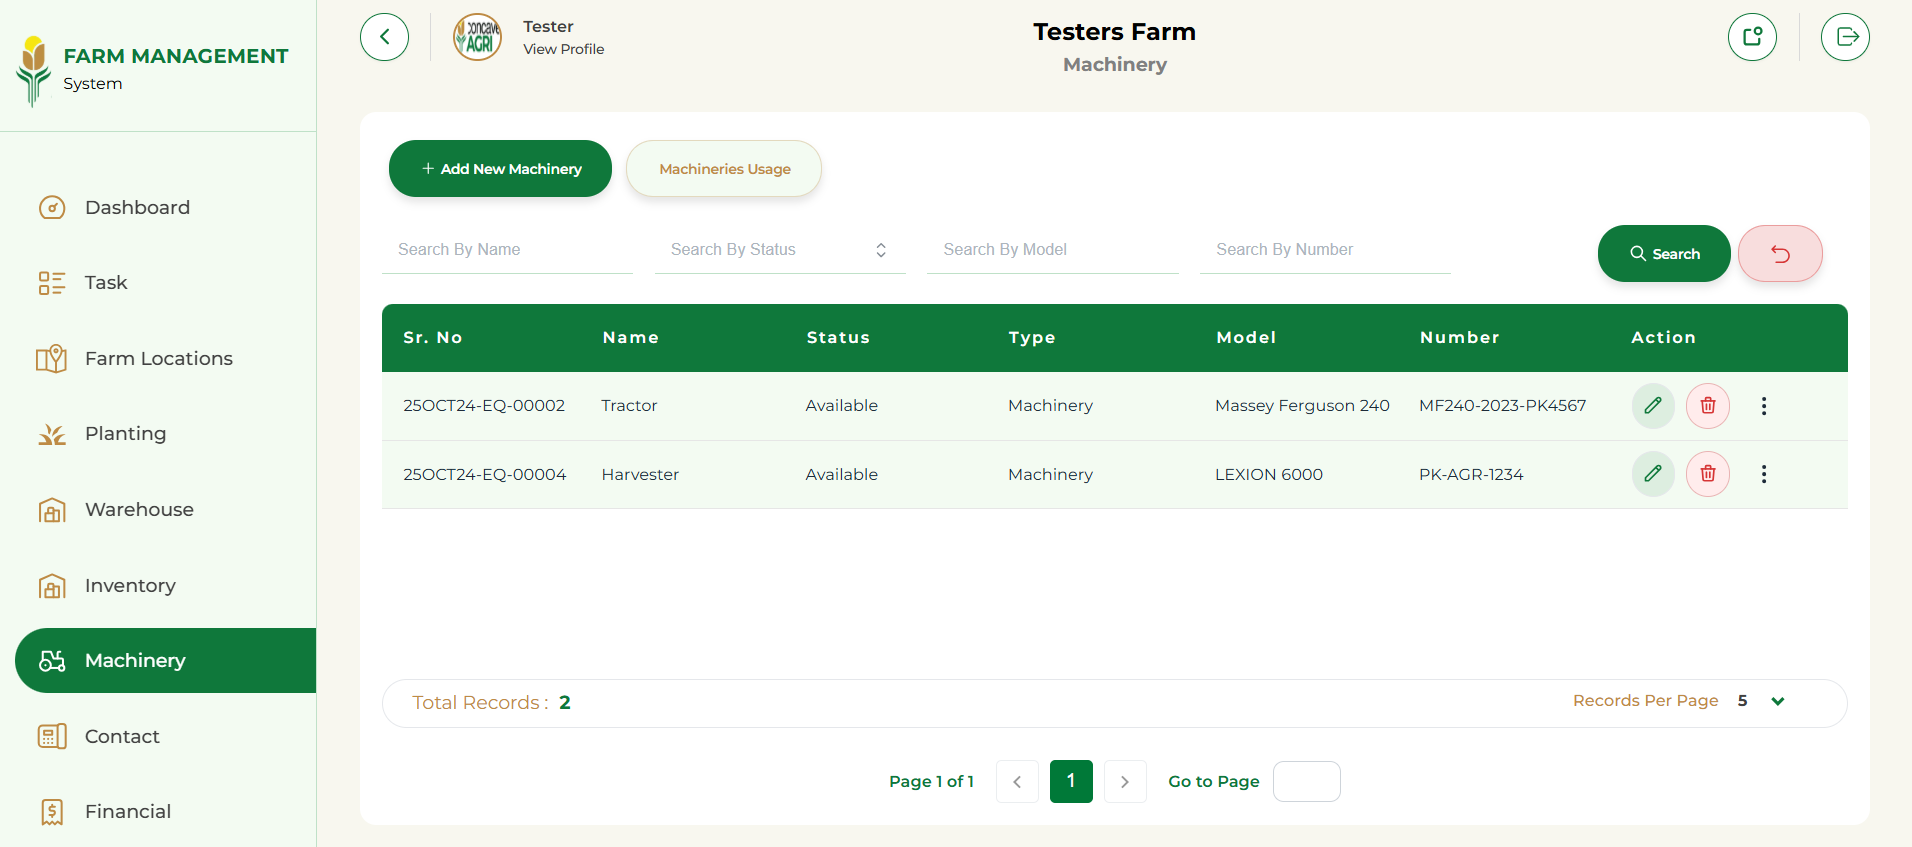 FARM MANAGEMENT
System
Dashboard
Task
Farm Locations
Planting
Warehouse
Inventory
Machinery
Contact
Financial
concave
AGRI
Tester
View Profile
Testers Farm
Machinery
+ Add New Machinery
Machineries Usage
Search By Name Search By Status Search By Model Search By Number Search
Sr. No Name Status Type Model Number Action
25OCT24-EQ-00002 Tractor Available Machinery Massey Ferguson 240 MF240-2023-PK4567
25OCT24-EQ-00004 Harvester Available Machinery LEXION 6000 PK-AGR-1234
Total Records : 2 Records Per Page 5
Page 1 of 1 < 1 > Go to Page